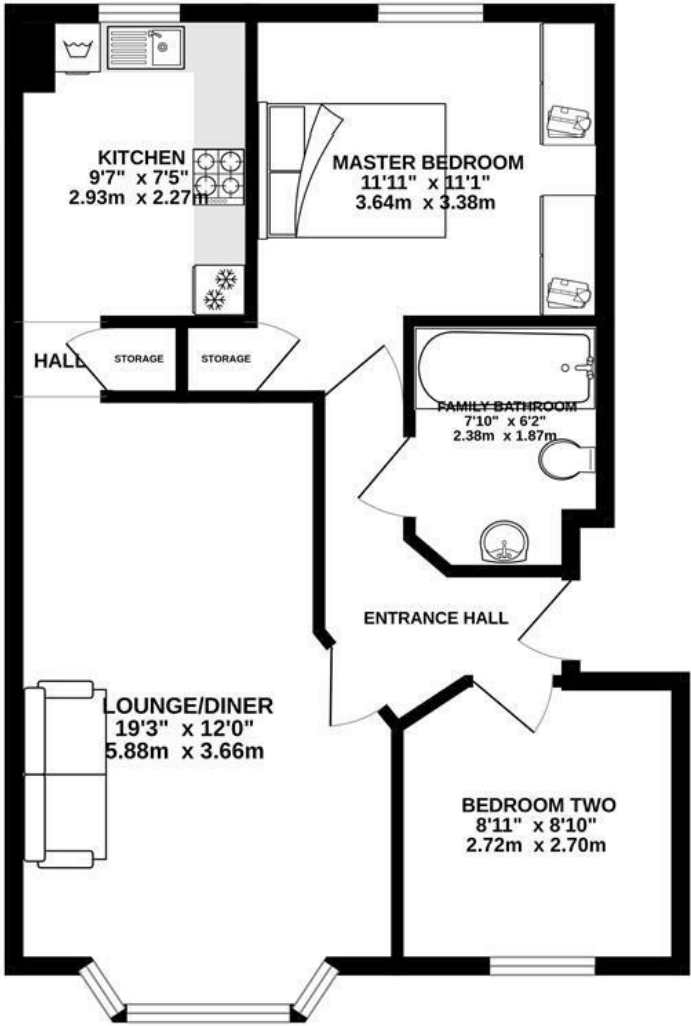 KITCHEN
9'7" x 7'5"
2.93m x 2.27m
MASTER BEDROOM
11'11" x 11'1"
3.64m x 3.38m
HALL
STORAGE
STORAGE
FAMILY BATHROOM
7'10" x 6'2"
2.38m x 1.87m
ENTRANCE HALL
LOUNGE/DINER
19'3" x 12'0"
5.88m x 3.66m
BEDROOM TWO
8'11" x 8'10"
2.72m x 2.70m